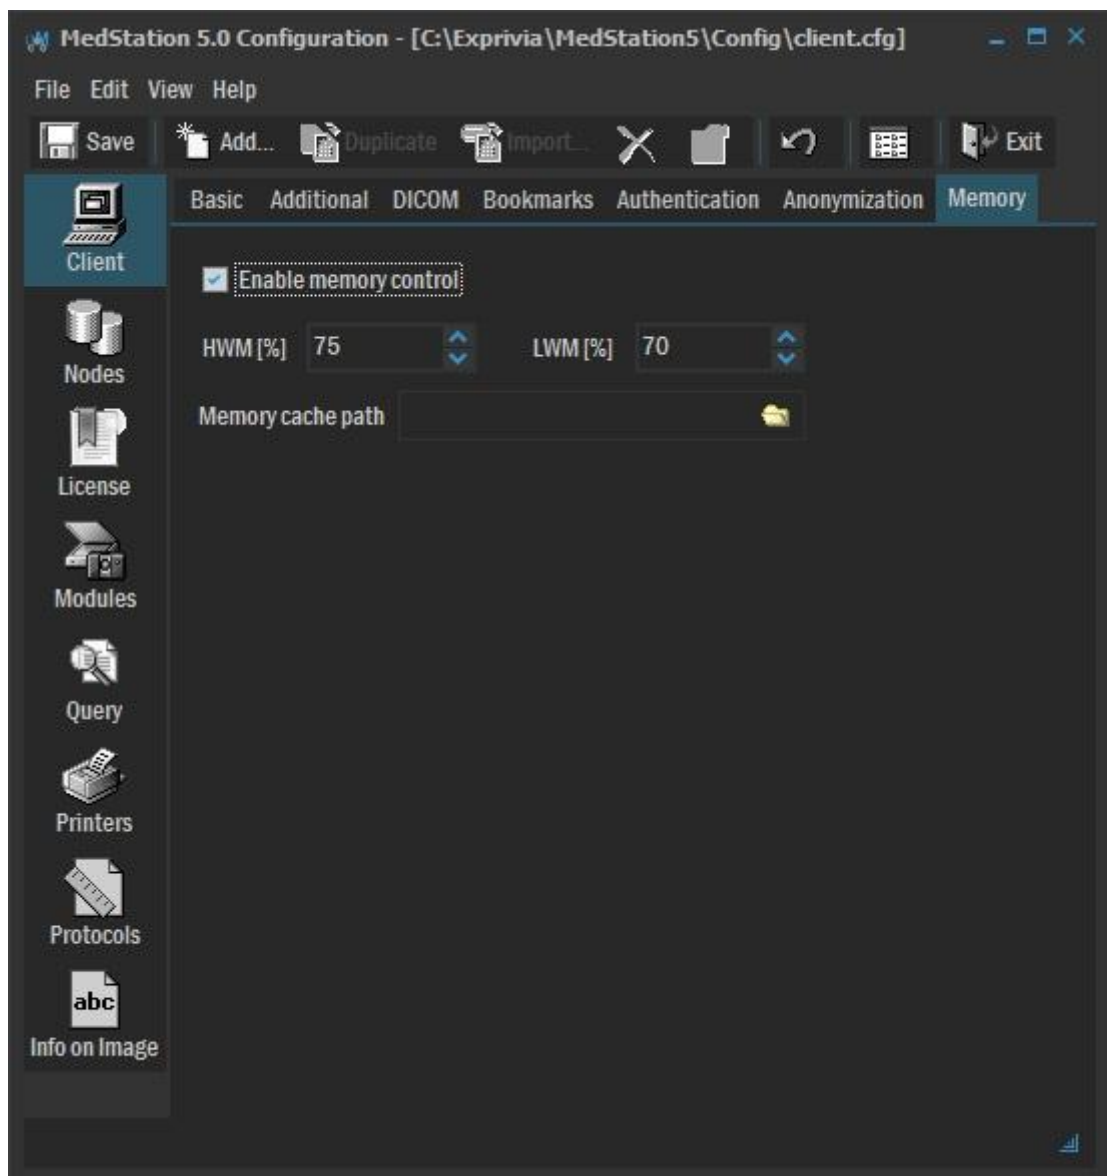 MedStation 5.0 Configuration - [C:\Exprivia\MedStation5\Config\client.cfg]
File Edit View Help
Save Add... Duplicate Import... Exit
Basic Additional DICOM Bookmarks Authentication Anonymization Memory
Client
Enable memory control
HWM [%] 75 LWM [%] 70
Nodes
Memory cache path
License
Modules
Query
Printers
Protocols
abc
Info on Image